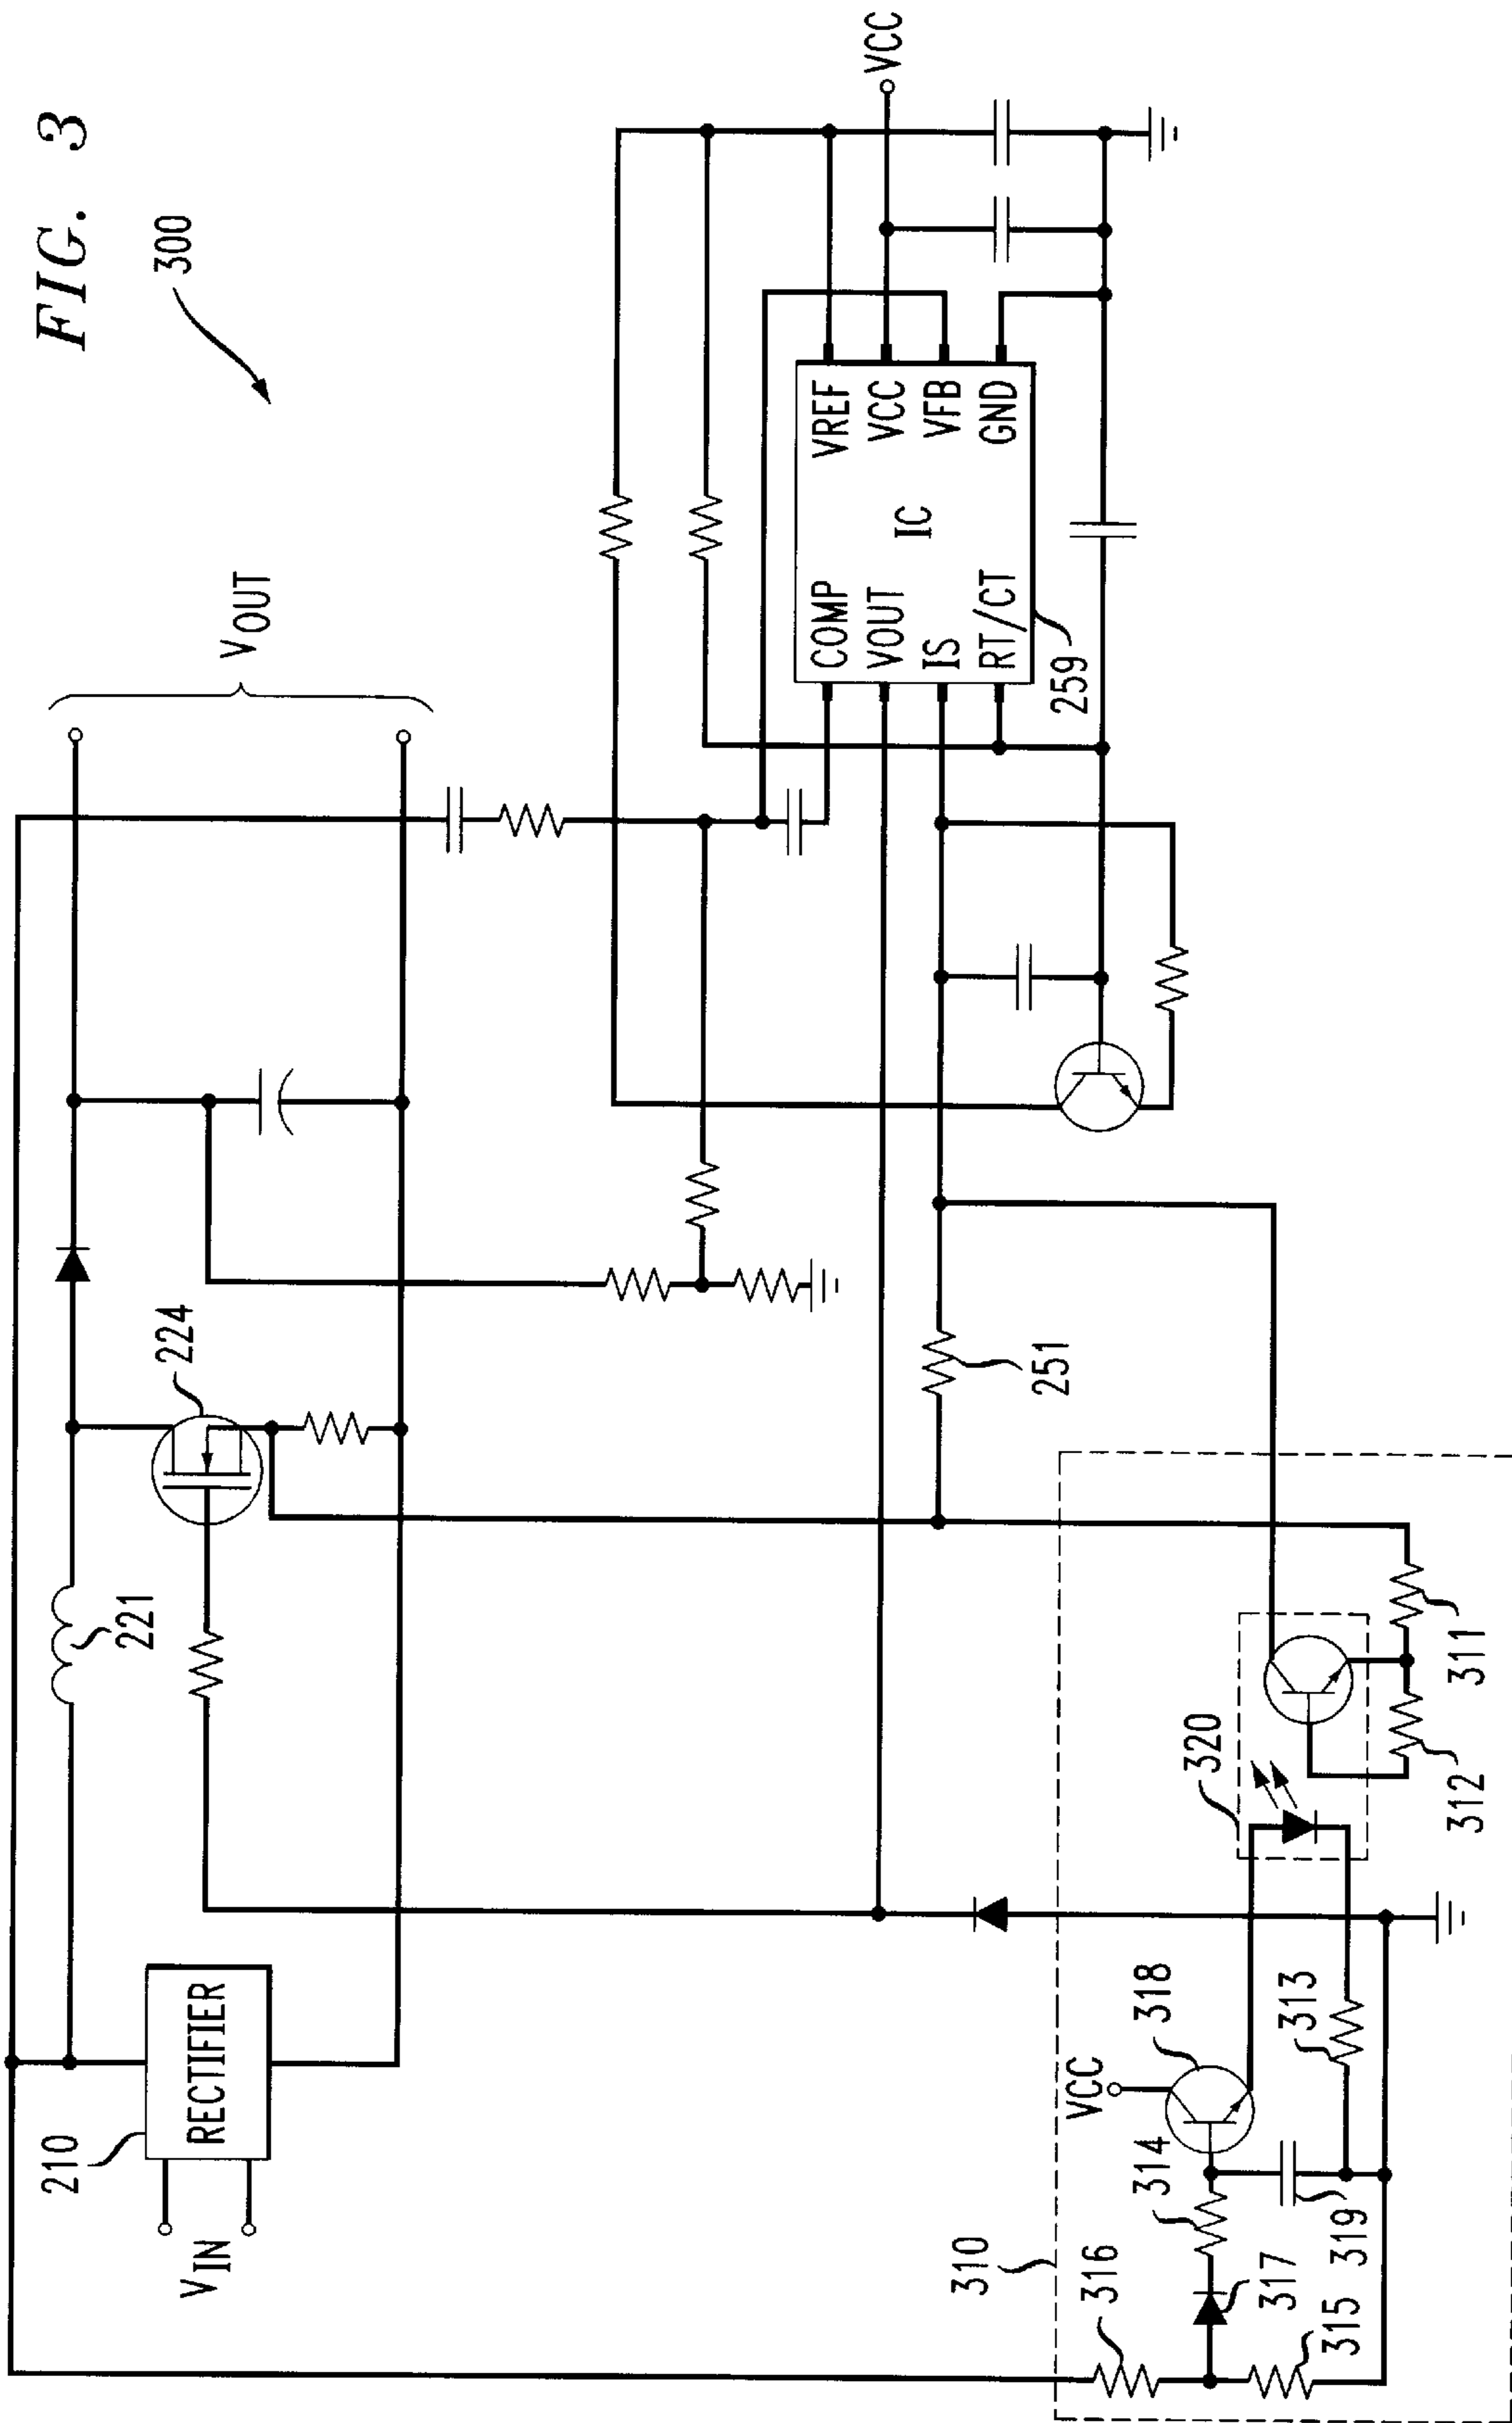 FIG. 3
300
VOUT
VIN
210
RECTIFIER
221
224
251
259
COMP
VOUT
IS
RT/CT
IC
VREF
VCC
VFB
GND
VCC
310
316
317
315
314
319
VCC
318
313
320
312
311